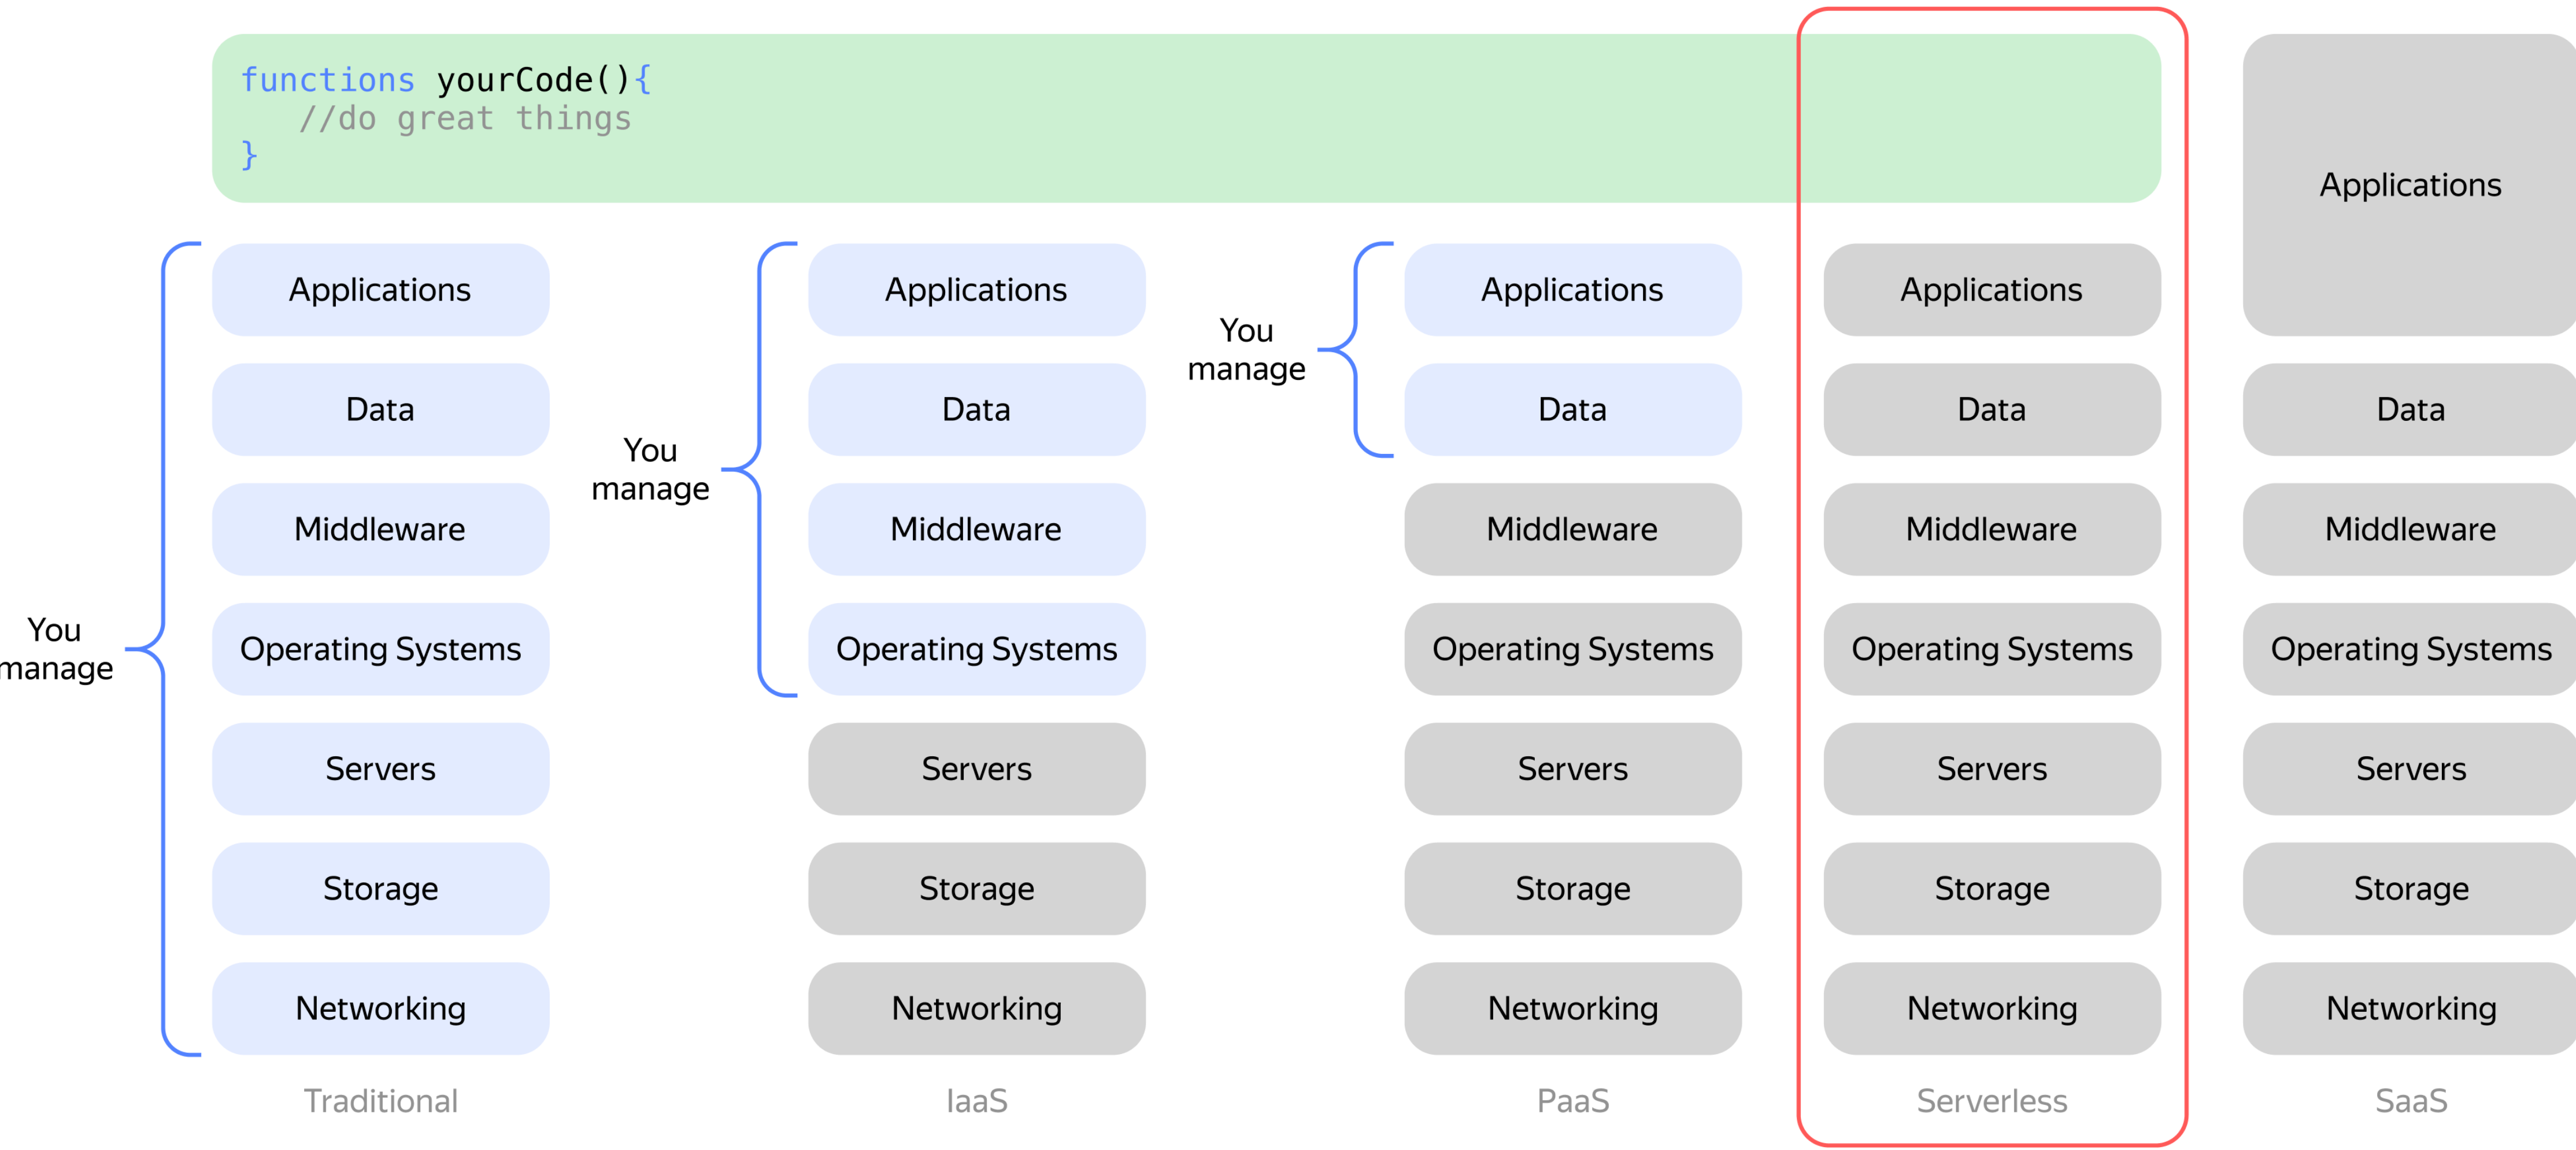 functions yourCode(){
//do great things
}
Applications
You
manage
Applications
Data
Middleware
Operating Systems
Servers
Storage
Networking
Traditional
You
manage
Applications
Data
Middleware
Operating Systems
Servers
Storage
Networking
IaaS
You
manage
Applications
Data
Middleware
Operating Systems
Servers
Storage
Networking
PaaS
Applications
Data
Middleware
Operating Systems
Servers
Storage
Networking
Serverless
Data
Middleware
Operating Systems
Servers
Storage
Networking
SaaS